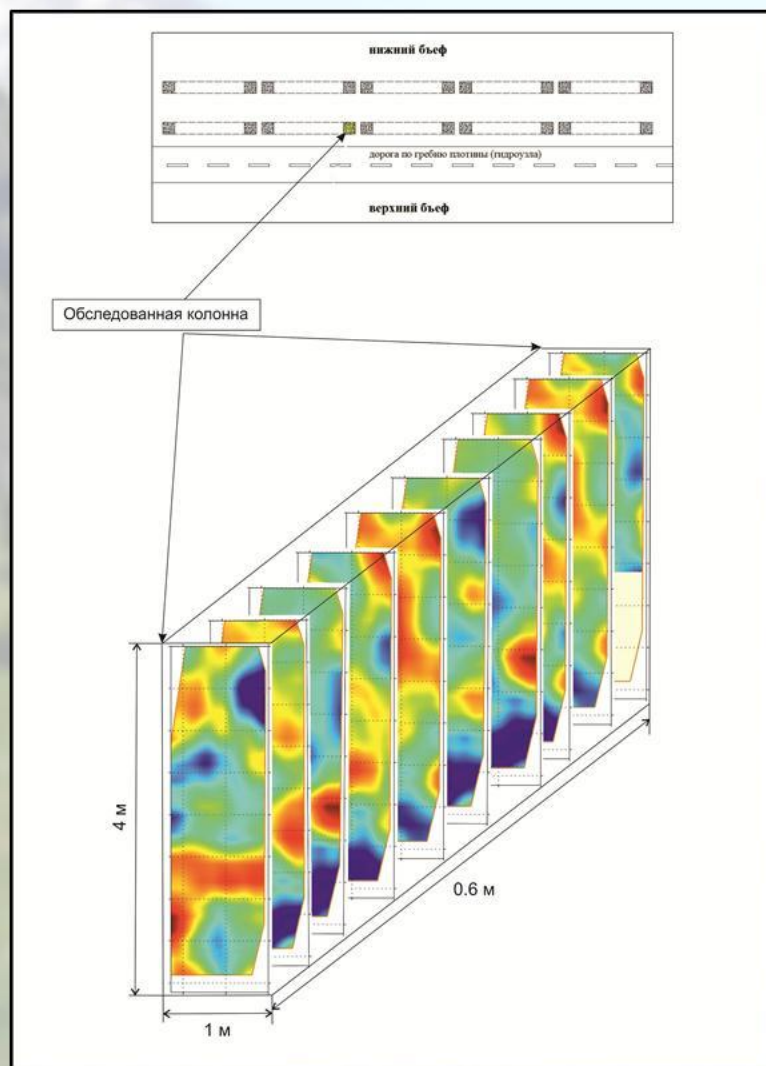 нижний бьеф
дорога по гребню плотины (гидроузла)
верхний бьеф
Обследованная колонна
4 м
0.6 м
1 м